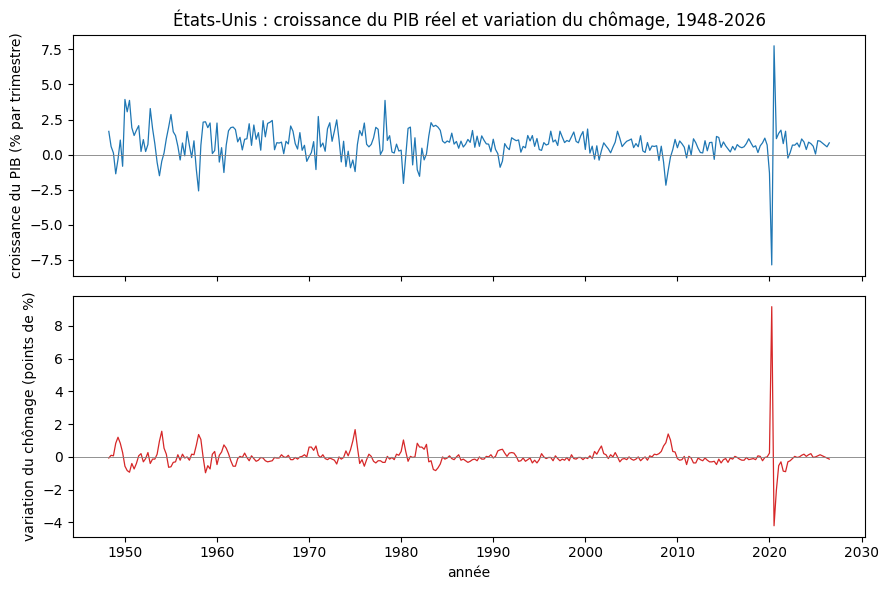 États-Unis : croissance du PIB réel et variation du chômage, 1948-2026
croissance du PIB (% par trimestre)
7.5
5.0
2.5
0.0
−2.5
−5.0
−7.5
variation du chômage (points de %)
8
6
4
2
0
−2
−4
1950 1960 1970 1980 1990 2000 2010 2020 2030
année